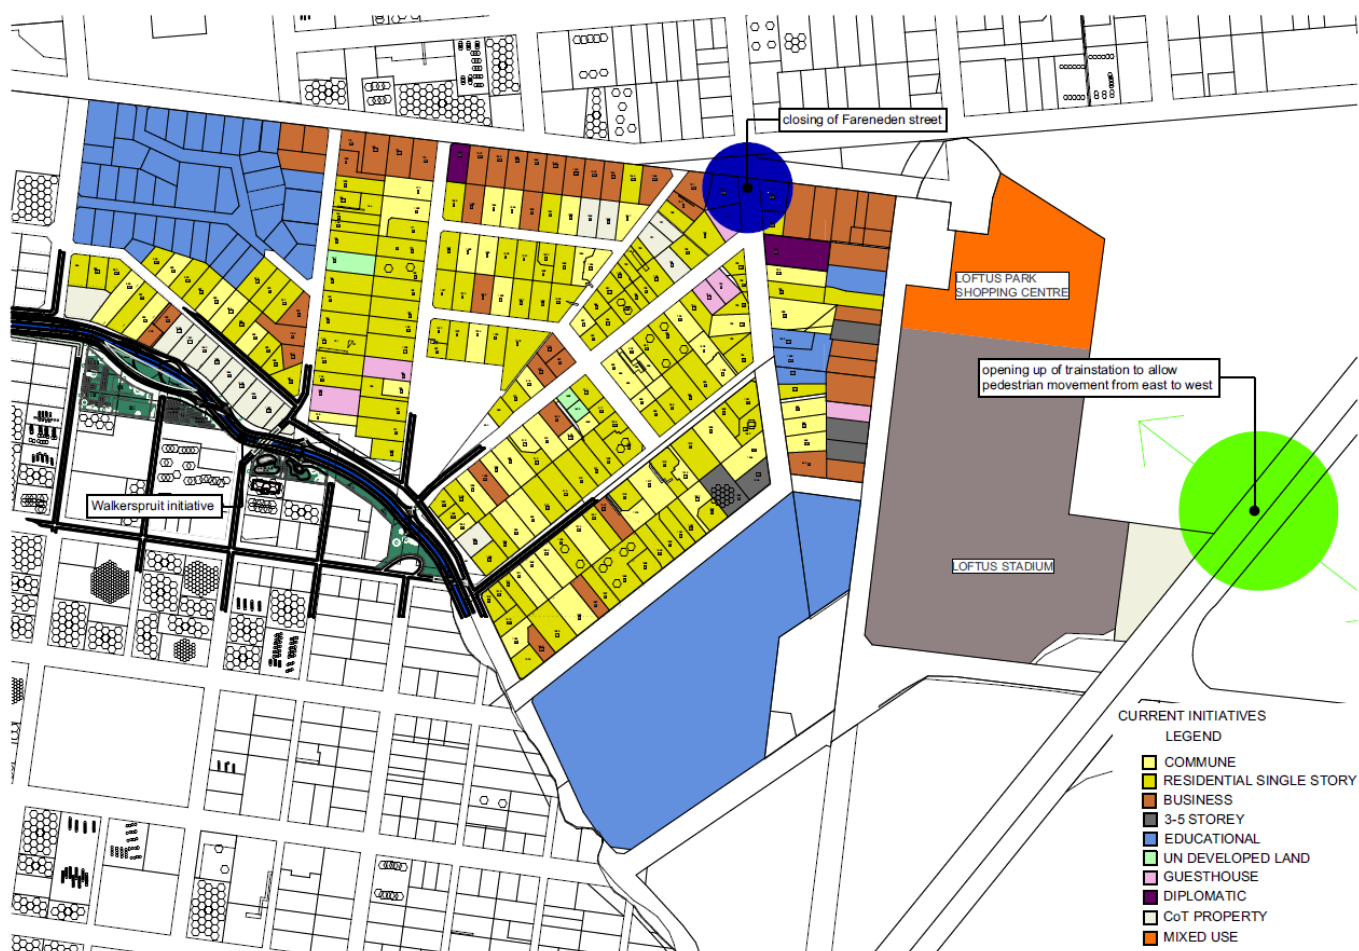 closing of Fareneden street
LOFTUS PARK
SHOPPING CENTRE
opening up of trainstation to allow
pedestrian movement from east to west
Walkerspruit initiative
LOFTUS STADIUM
CURRENT INITIATIVES
LEGEND
COMMUNE
RESIDENTIAL SINGLE STORY
BUSINESS
3-5 STOREY
EDUCATIONAL
UN DEVELOPED LAND
GUESTHOUSE
DIPLOMATIC
CoT PROPERTY
MIXED USE